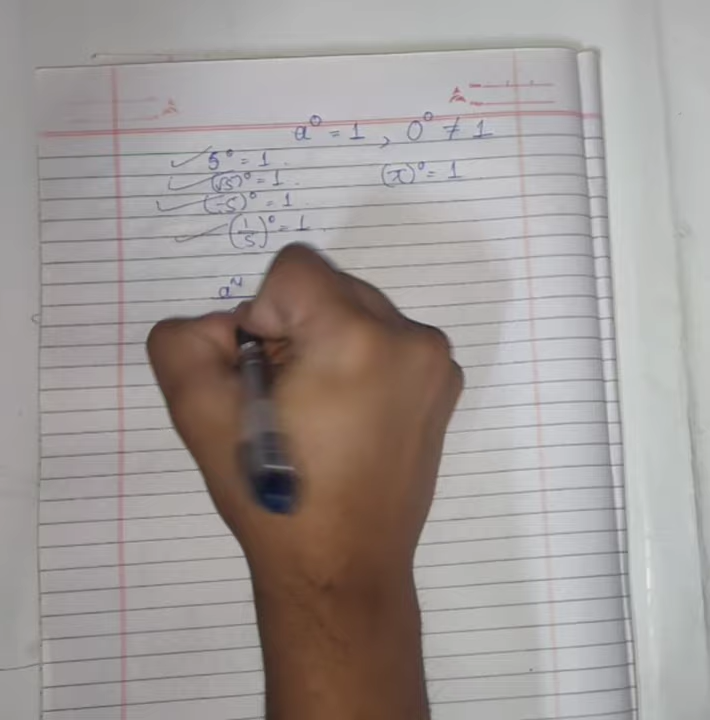 a⁰ = 1 , 0⁰ ≠ 1
5⁰ = 1 .
(√5)⁰ = 1 .
(π)⁰ = 1
(-5)⁰ = 1 .
(1/5)⁰ = 1 .